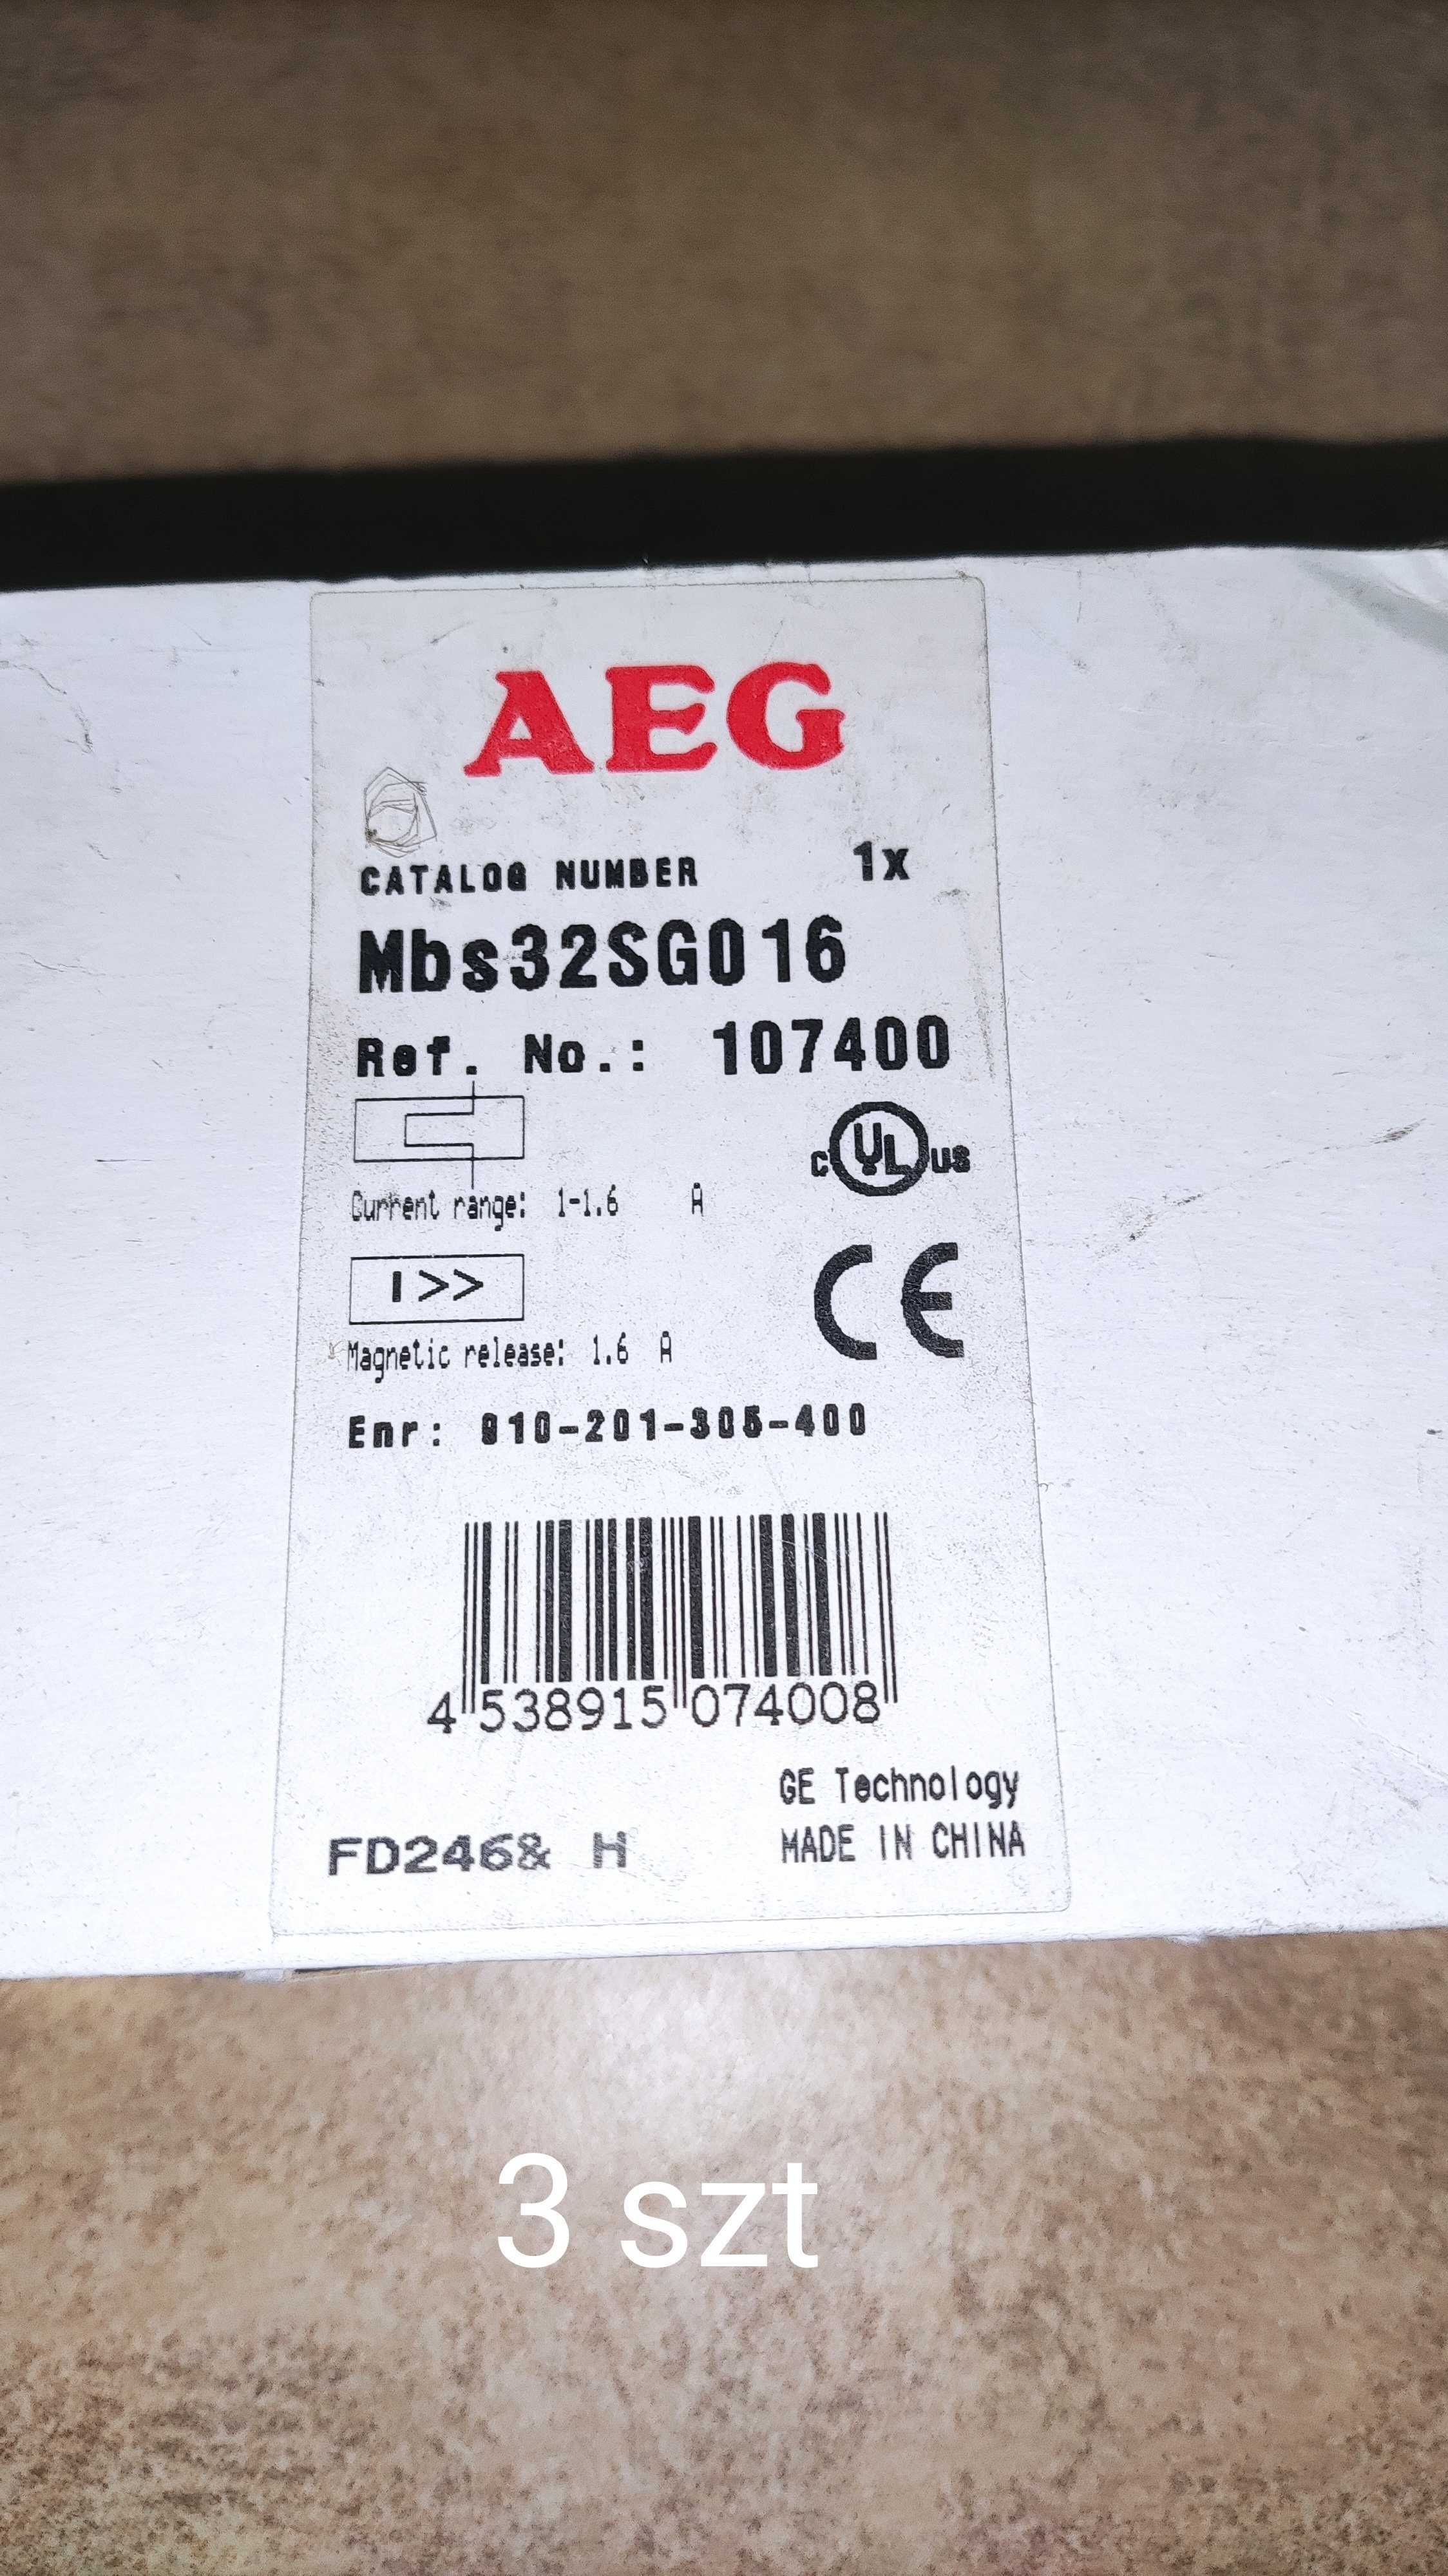 AEG
CATALOG NUMBER 1x
Mbs32SG016
Ref. No.: 107400
c UL us
Current range: 1-1.6 A
I>>
CE
Magnetic release: 1.6 A
Enr: 910-201-305-400
4 538915 074008
GE Technology
FD246& H MADE IN CHINA
3 szt